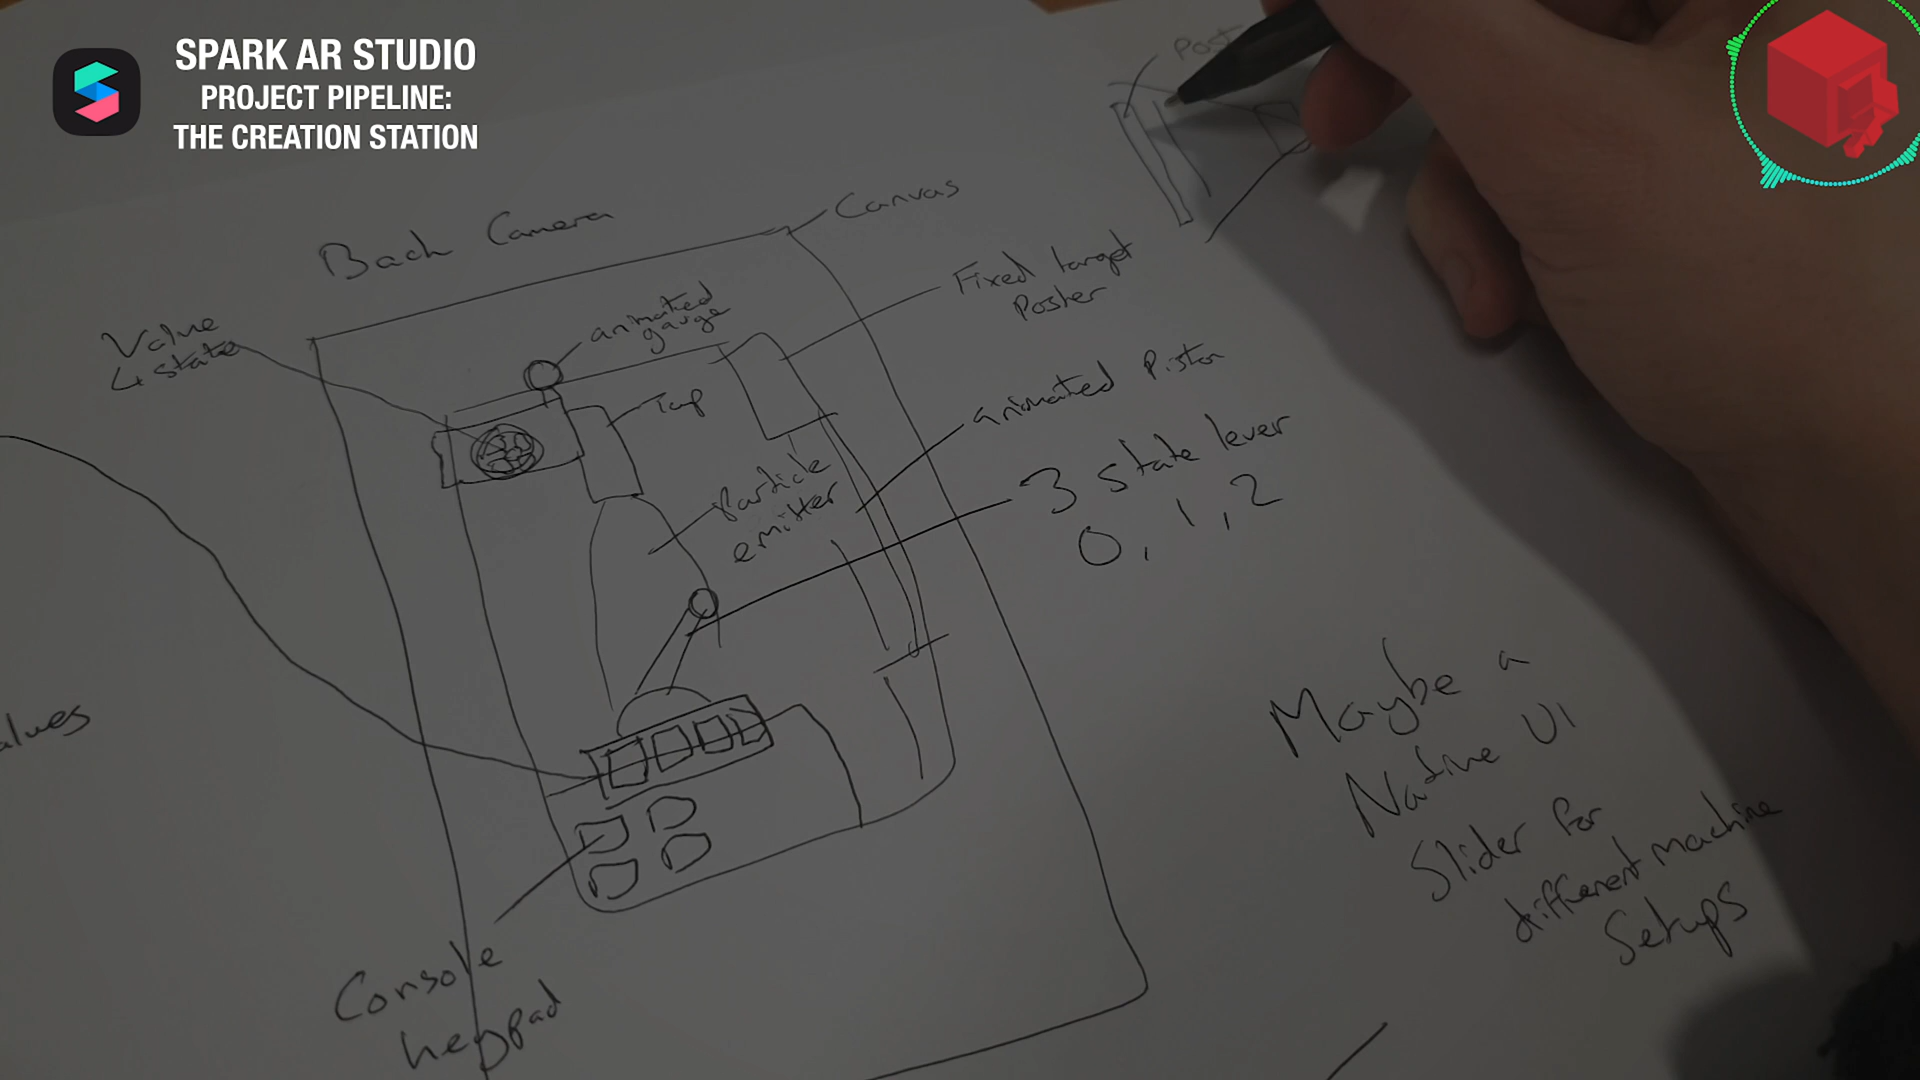 SPARK AR STUDIO
PROJECT PIPELINE:
THE CREATION STATION
Back Camera
Canvas
Fixed target
Poster
animated
gauge
Value
4 state
Tap
animated Piston
Particle
emitter
3 state lever
0, 1, 2
Maybe a
Native UI
Slider for
different machine
Setups
alues
Console
keypad